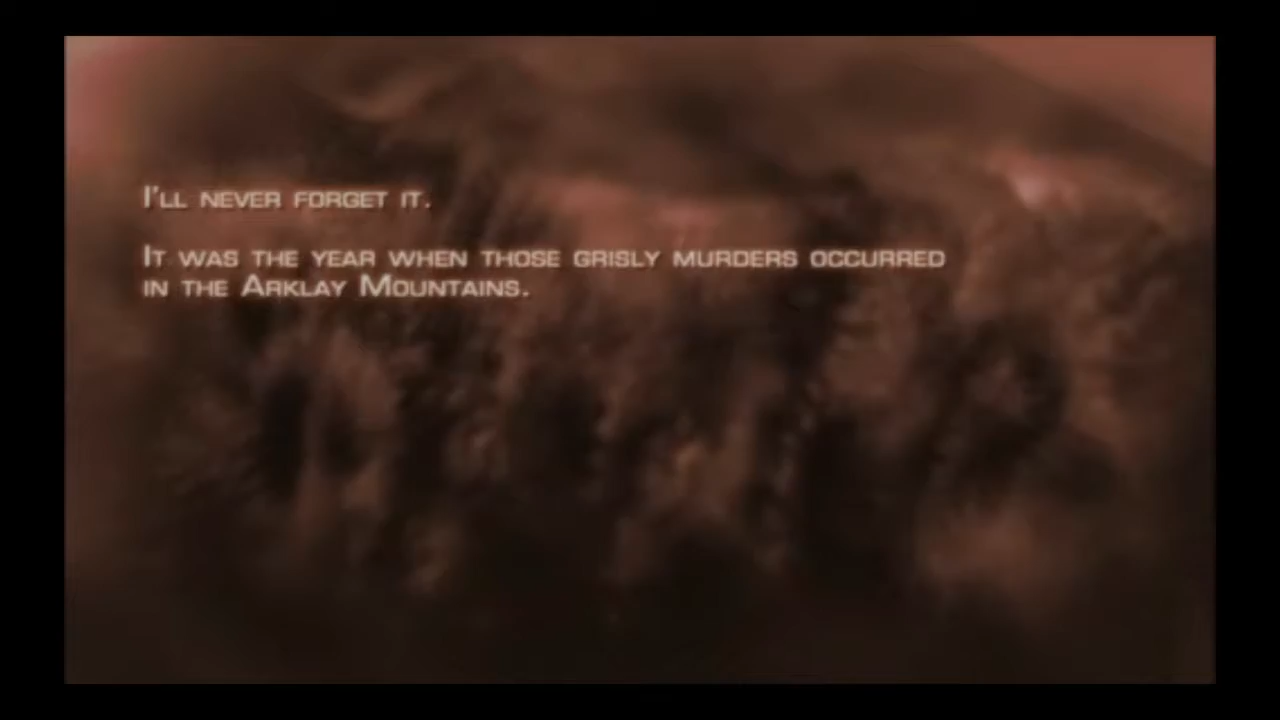 I'll never forget it.
It was the year when those grisly murders occurred
in the Arklay Mountains.